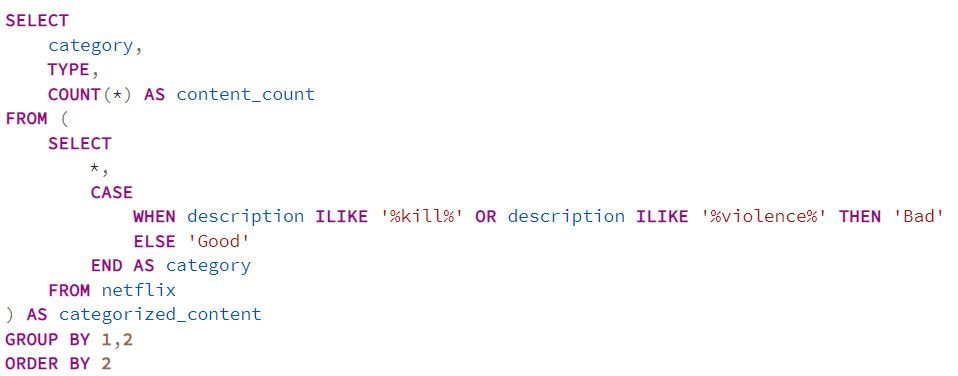 SELECT
    category,
    TYPE,
    COUNT(*) AS content_count
FROM (
    SELECT
        *,
        CASE
            WHEN description ILIKE '%kill%' OR description ILIKE '%violence%' THEN 'Bad'
            ELSE 'Good'
        END AS category
    FROM netflix
) AS categorized_content
GROUP BY 1,2
ORDER BY 2